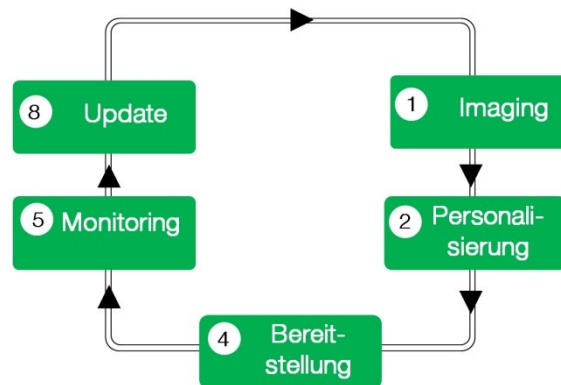 1 Imaging
2 Personali-
sierung
4 Bereit-
stellung
5 Monitoring
8 Update